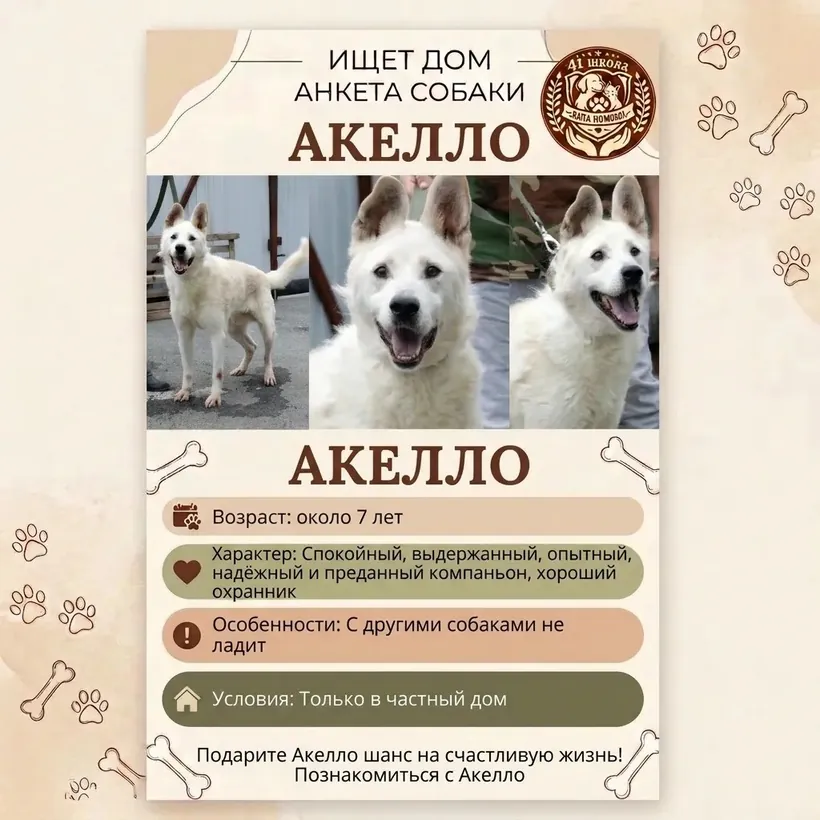 ИЩЕТ ДОМ
АНКЕТА СОБАКИ
АКЕЛЛО
АКЕЛЛО
Возраст: около 7 лет
Характер: Спокойный, выдержанный, опытный,
надёжный и преданный компаньон, хороший
охранник
Особенности: С другими собаками не
ладит
Условия: Только в частный дом
Подарите Акелло шанс на счастливую жизнь!
Познакомиться с Акелло